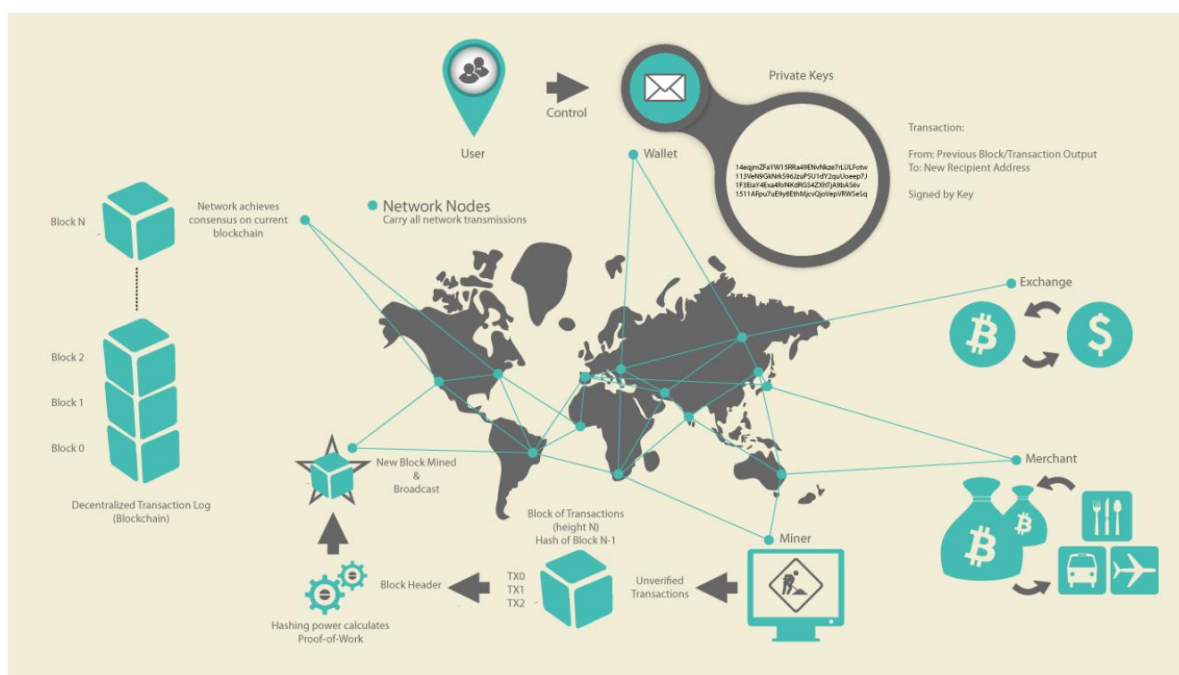 Private Keys
Control
User
Wallet
Transaction:
From: Previous Block/Transaction Output
To: New Recipient Address
Signed by Key
Block N
Network achieves
consensus on current
blockchain
Network Nodes
Carry all network transmissions
Exchange
Block 2
Block 1
Block 0
Decentralized Transaction Log
(Blockchain)
New Block Mined
&
Broadcast
Merchant
Block of Transactions
(height N)
Hash of Block N-1
Miner
TX0
TX1
TX2
Block Header
Unverified
Transactions
Hashing power calculates
Proof-of-Work